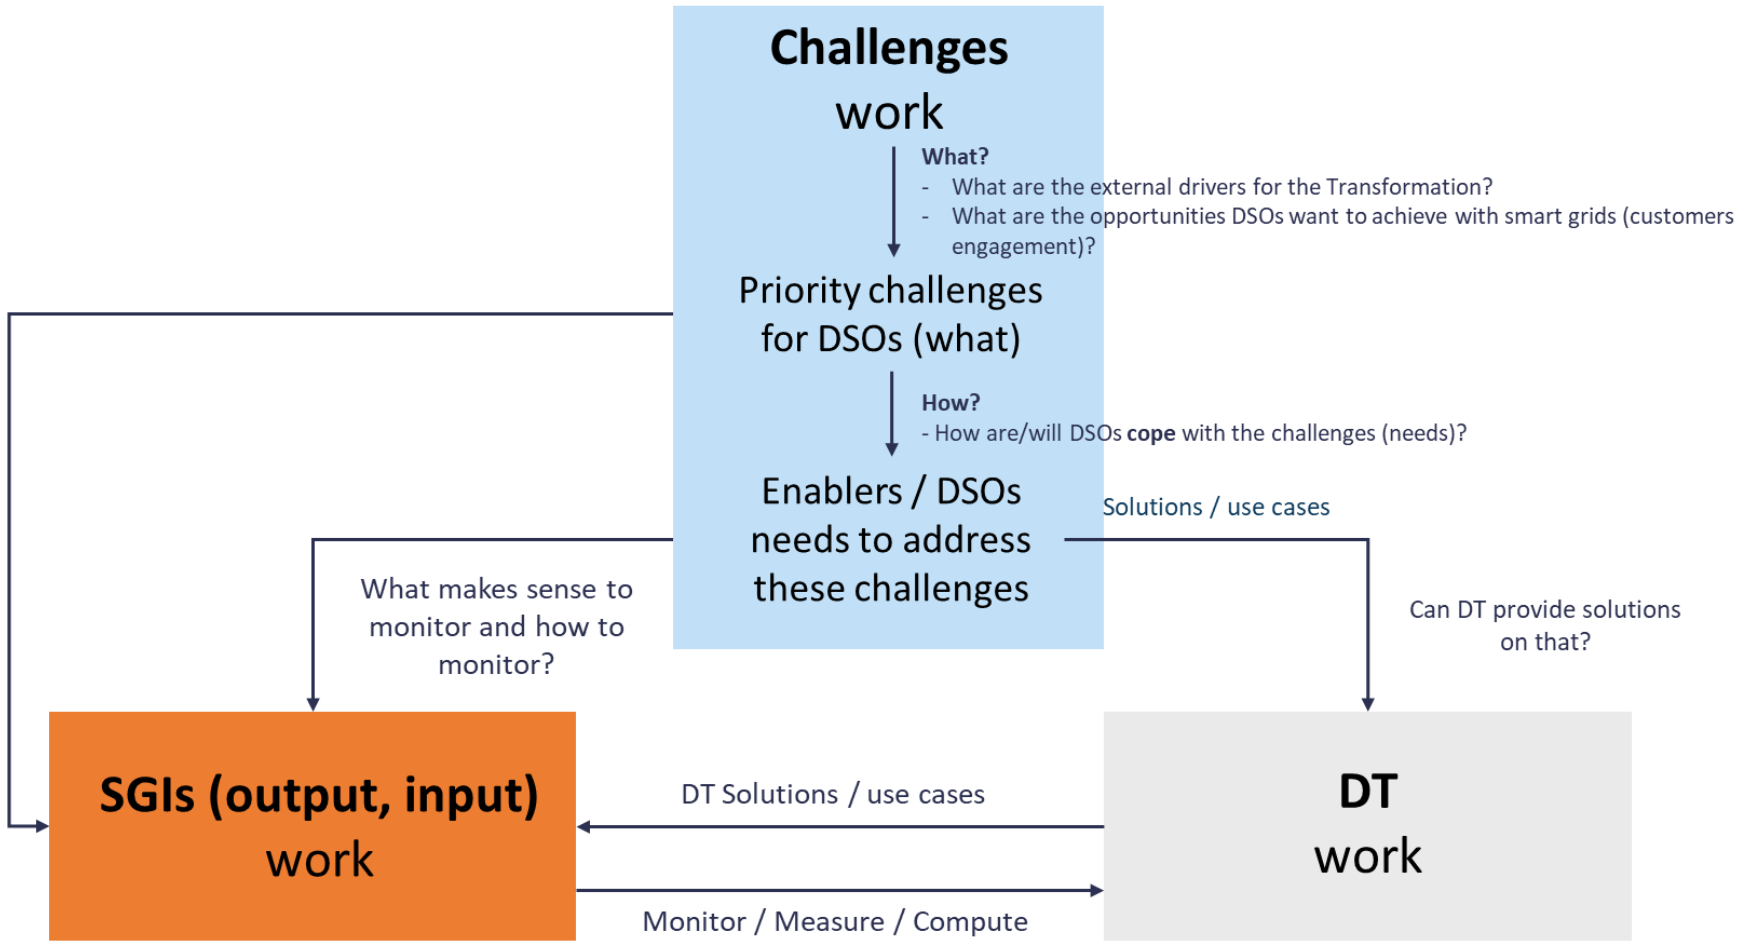 Challenges
work
What?
- What are the external drivers for the Transformation?
- What are the opportunities DSOs want to achieve with smart grids (customers
engagement)?
Priority challenges
for DSOs (what)
How?
- How are/will DSOs cope with the challenges (needs)?
Enablers / DSOs
needs to address
these challenges
Solutions / use cases
What makes sense to
monitor and how to
monitor?
Can DT provide solutions
on that?
SGIs (output, input)
work
DT Solutions / use cases
Monitor / Measure / Compute
DT
work